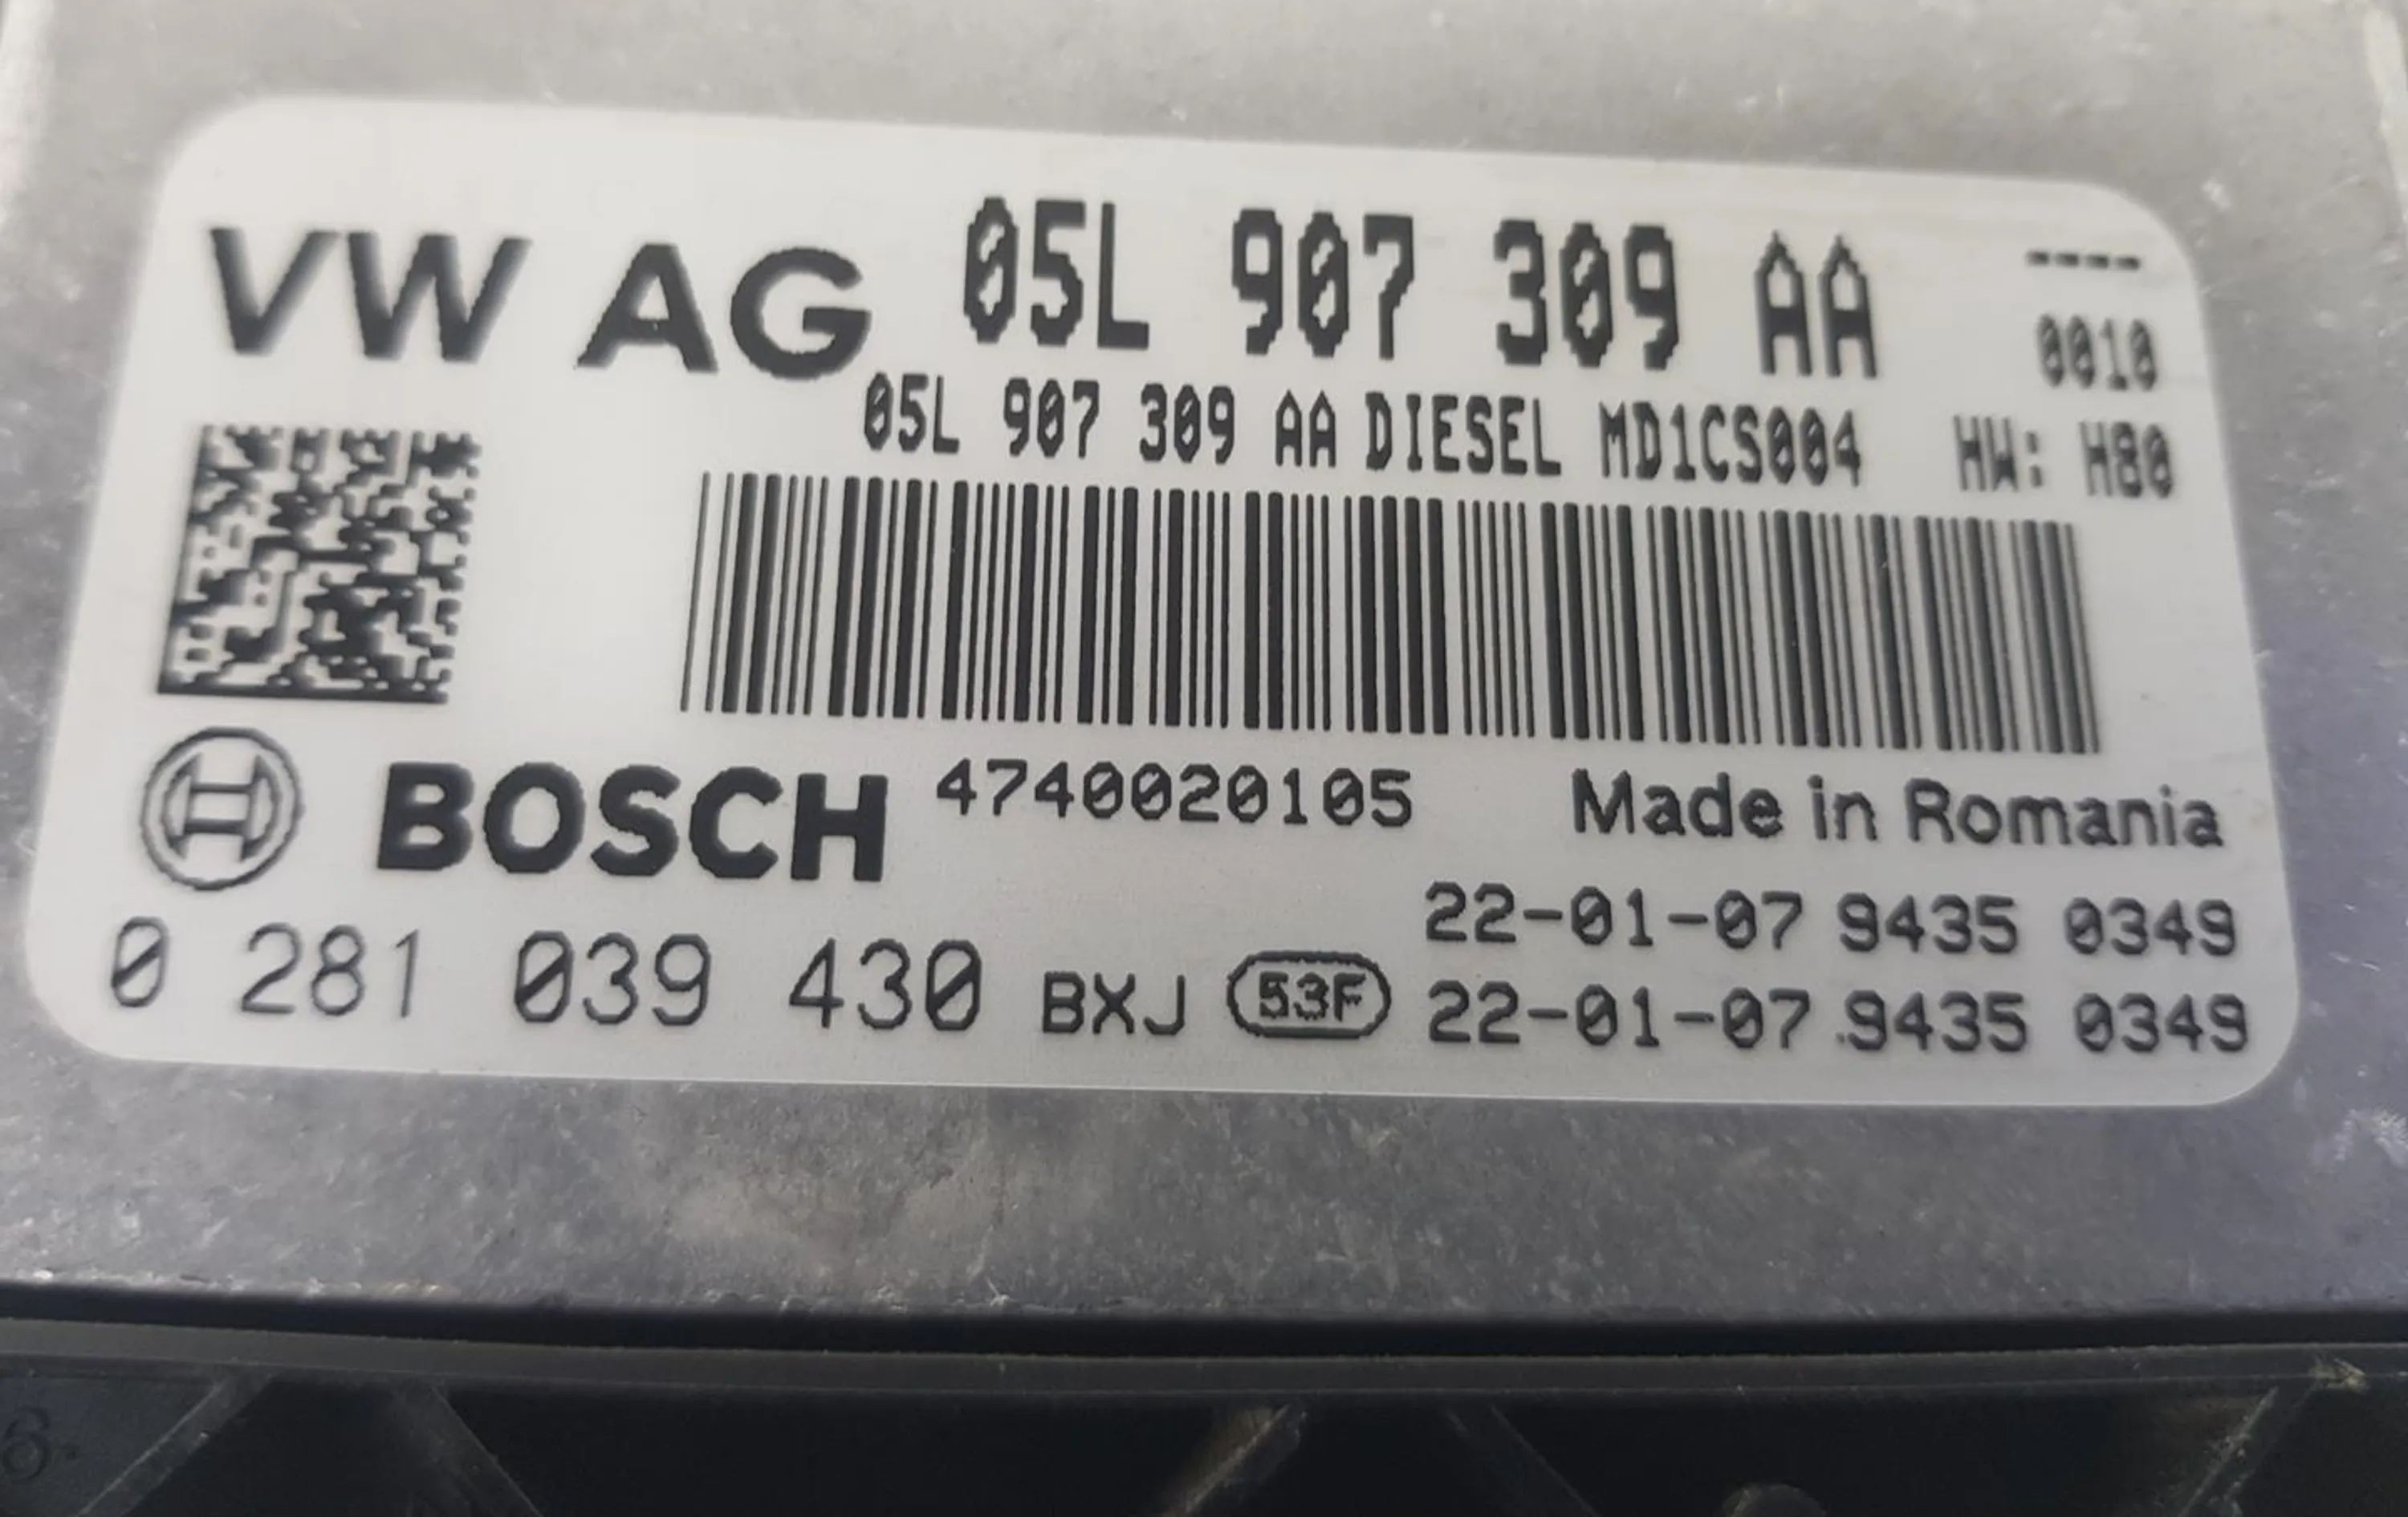 VW AG 05L 907 309 AA ----
0010
05L 907 309 AA DIESEL MD1CS004 HW: H80
BOSCH 4740020105 Made in Romania
22-01-07 9435 0349
0 281 039 430 BXJ 53F 22-01-07 9435 0349
6